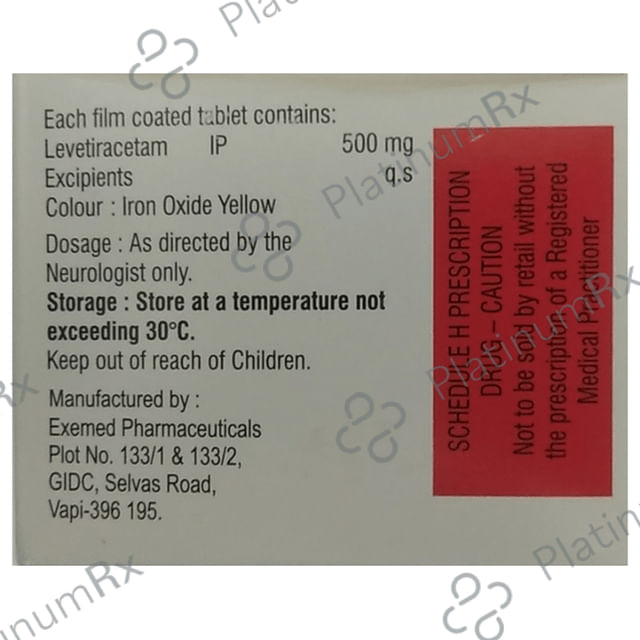 Each film coated tablet contains:
Levetiracetam IP 500 mg
Excipients q.s
Colour : Iron Oxide Yellow
Dosage : As directed by the
Neurologist only.
Storage : Store at a temperature not
exceeding 30°C.
Keep out of reach of Children.
Manufactured by :
Exemed Pharmaceuticals
Plot No. 133/1 & 133/2,
GIDC, Selvas Road,
Vapi-396 195.
SCHEDULE H PRESCRIPTION
DRUG - CAUTION
Not to be sold by retail without
the prescription of a Registered
Medical Practitioner
PlatinumRx
PlatinumRx
PlatinumRx